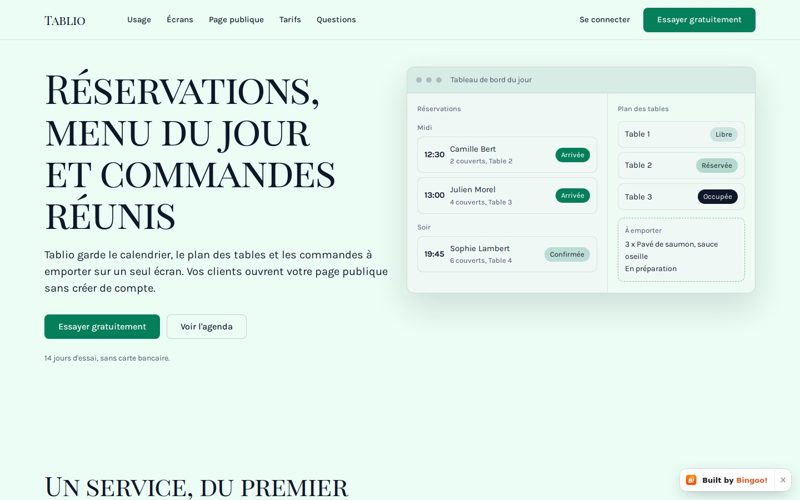 Tablio
Usage
Écrans
Page publique
Tarifs
Questions
Se connecter
Essayer gratuitement
Réservations,
menu du jour
et commandes
réunis
Tablio garde le calendrier, le plan des tables et les commandes à
emporter sur un seul écran. Vos clients ouvrent votre page publique
sans créer de compte.
Essayer gratuitement
Voir l'agenda
14 jours d'essai, sans carte bancaire.
Tableau de bord du jour
Réservations
Midi
12:30
Camille Bert
2 couverts, Table 2
Arrivée
13:00
Julien Morel
4 couverts, Table 3
Arrivée
Soir
19:45
Sophie Lambert
6 couverts, Table 4
Confirmée
Plan des tables
Table 1
Libre
Table 2
Réservée
Table 3
Occupée
À emporter
3 x Pavé de saumon, sauce
oseille
En préparation
Un service, du premier
Built by Bingoo!